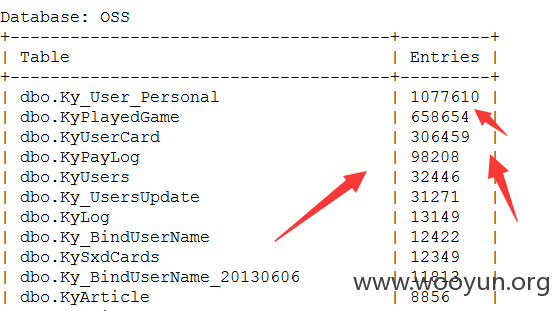 Database: OSS
+--------------------------------------+---------+
| Table | Entries |
+--------------------------------------+---------+
| dbo.Ky_User_Personal | 1077610 |
| dbo.KyPlayedGame | 658654 |
| dbo.KyUserCard | 306459 |
| dbo.KyPayLog | 98208 |
| dbo.KyUsers | 32446 |
| dbo.Ky_UsersUpdate | 31271 |
| dbo.KyLog | 13149 |
| dbo.Ky_BindUserName | 12422 |
| dbo.KySxdCards | 12349 |
| dbo.Ky_BindUserName_20130606 | 11813 |
| dbo.KyArticle | 8856 |
www.wooyun.org